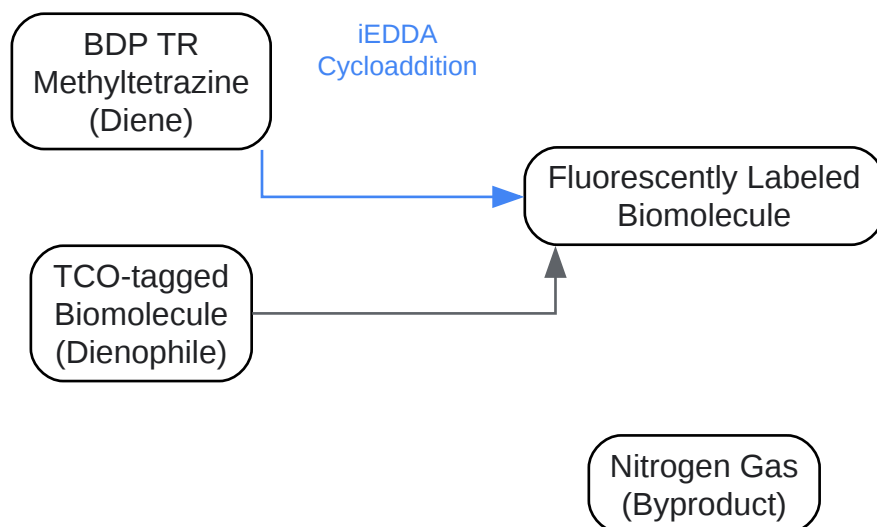 BDP TR
Methyltetrazine
(Diene)
iEDDA
Cycloaddition
Fluorescently Labeled
Biomolecule
TCO-tagged
Biomolecule
(Dienophile)
Nitrogen Gas
(Byproduct)